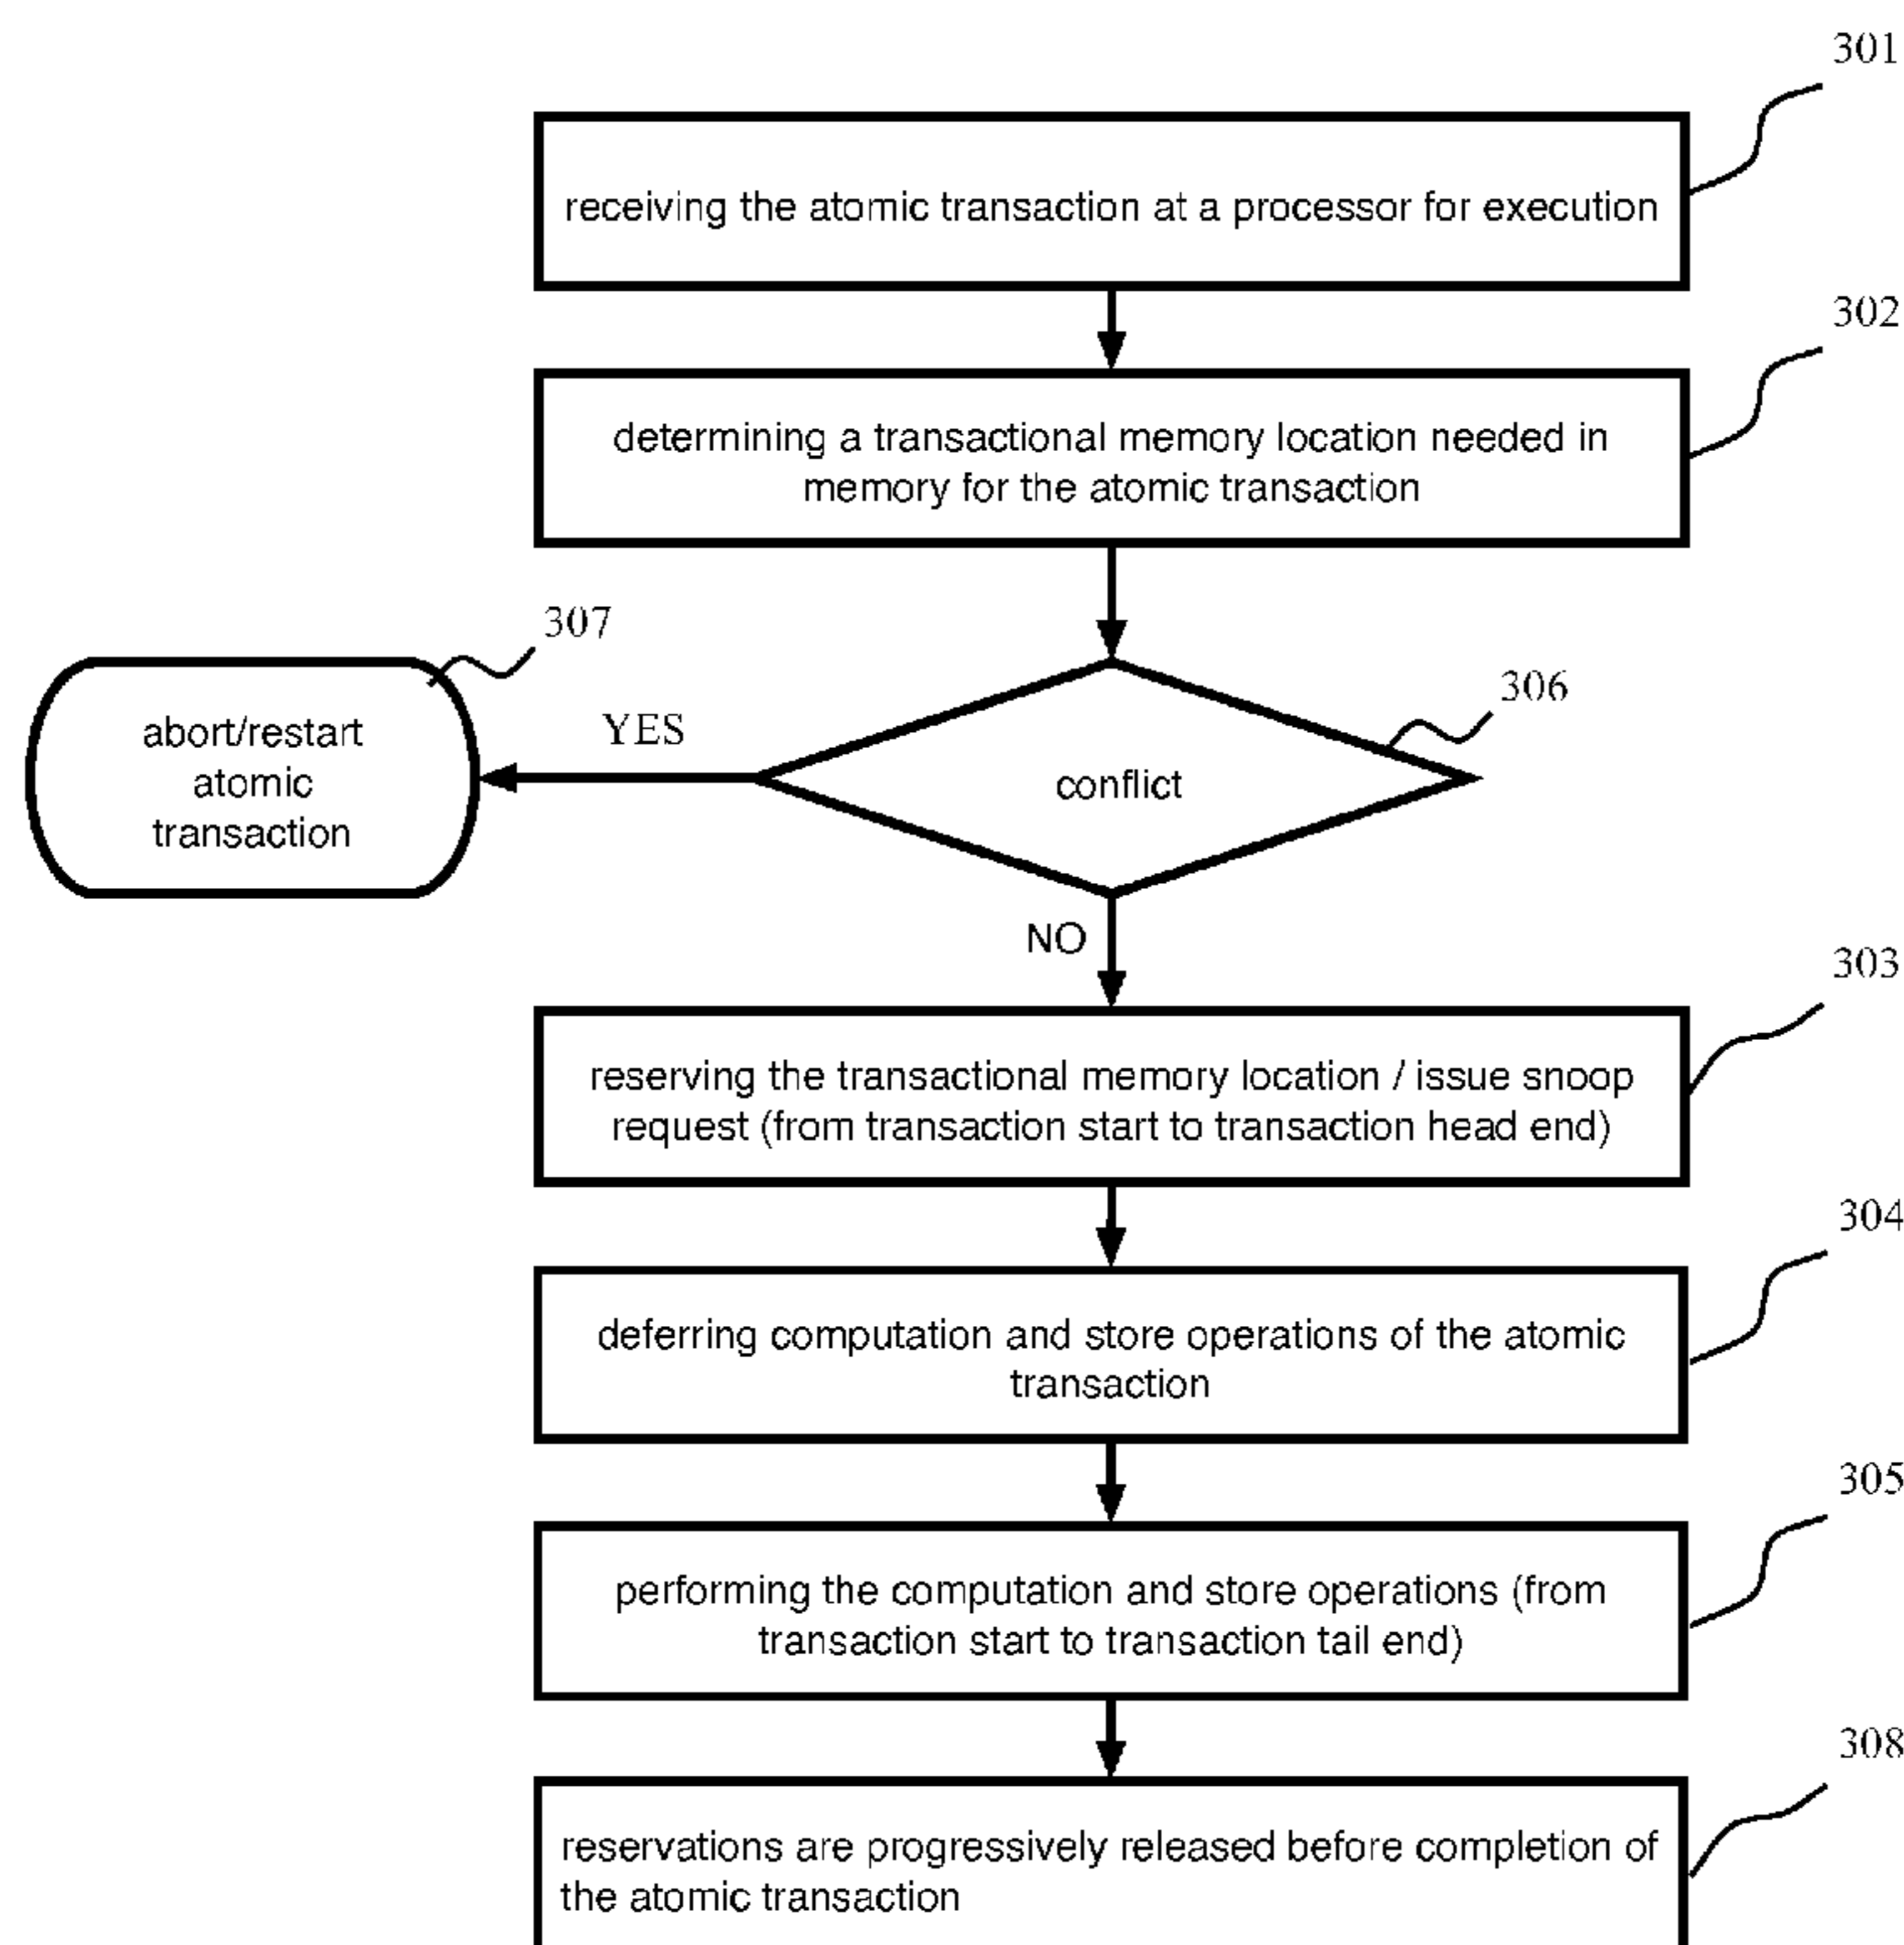 301
receiving the atomic transaction at a processor for execution
302
determining a transactional memory location needed in
memory for the atomic transaction
307
306
abort/restart
atomic
transaction
YES
conflict
NO
303
reserving the transactional memory location / issue snoop
request (from transaction start to transaction head end)
304
deferring computation and store operations of the atomic
transaction
305
performing the computation and store operations (from
transaction start to transaction tail end)
308
reservations are progressively released before completion of
the atomic transaction